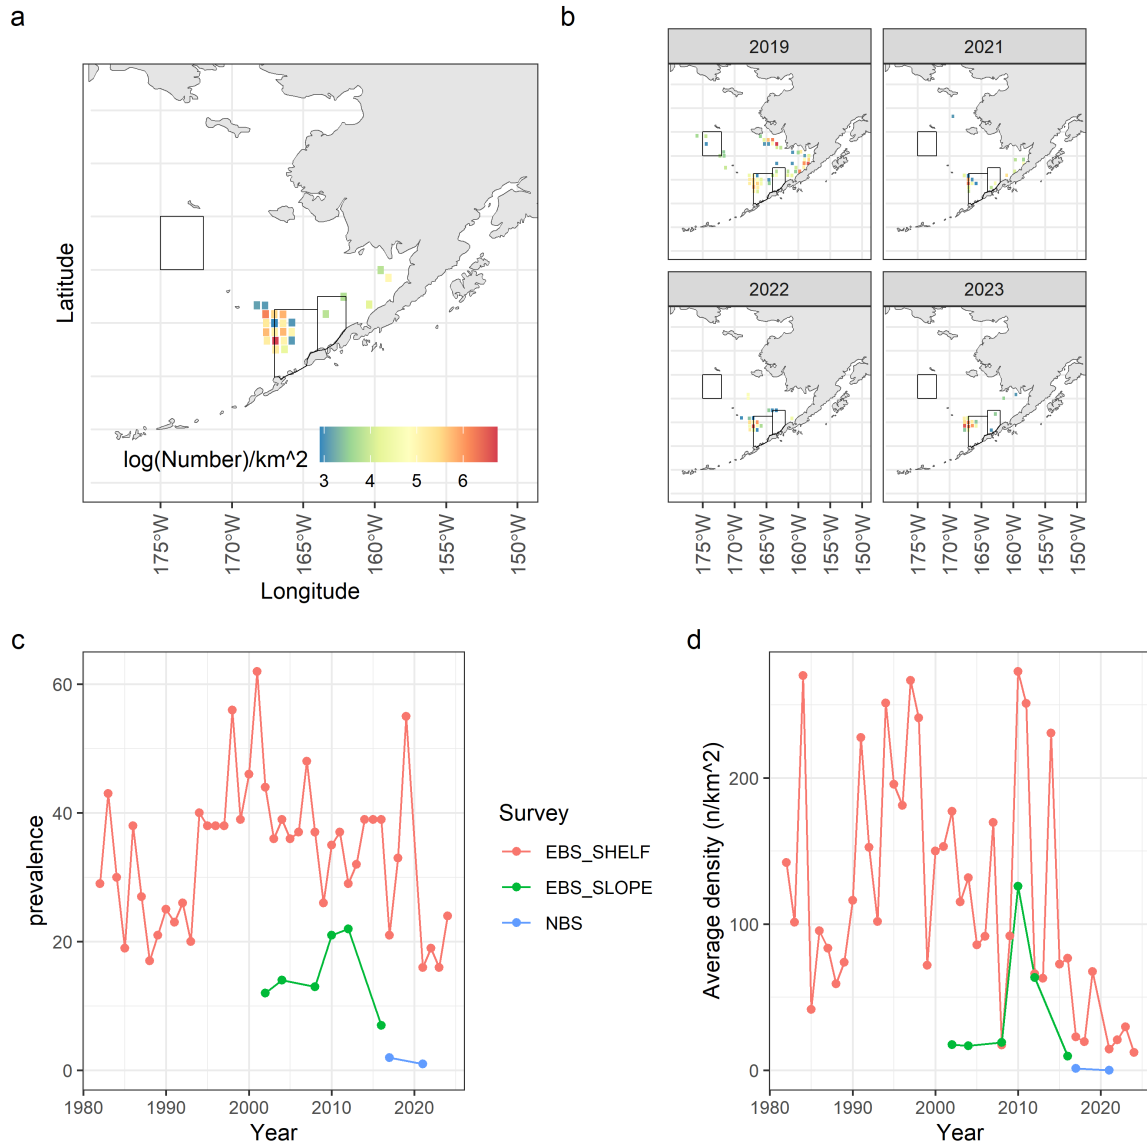 a
Latitude
log(Number)/km^2
3 4 5 6
175°W 170°W 165°W 160°W 155°W 150°W
Longitude
b
2019 2021
2022 2023
175°W 170°W 165°W 160°W 155°W 150°W 175°W 170°W 165°W 160°W 155°W 150°W
c
prevalence
60
40
20
0
1980 1990 2000 2010 2020
Year
Survey
EBS_SHELF
EBS_SLOPE
NBS
d
Average density (n/km^2)
200
100
0
1980 1990 2000 2010 2020
Year